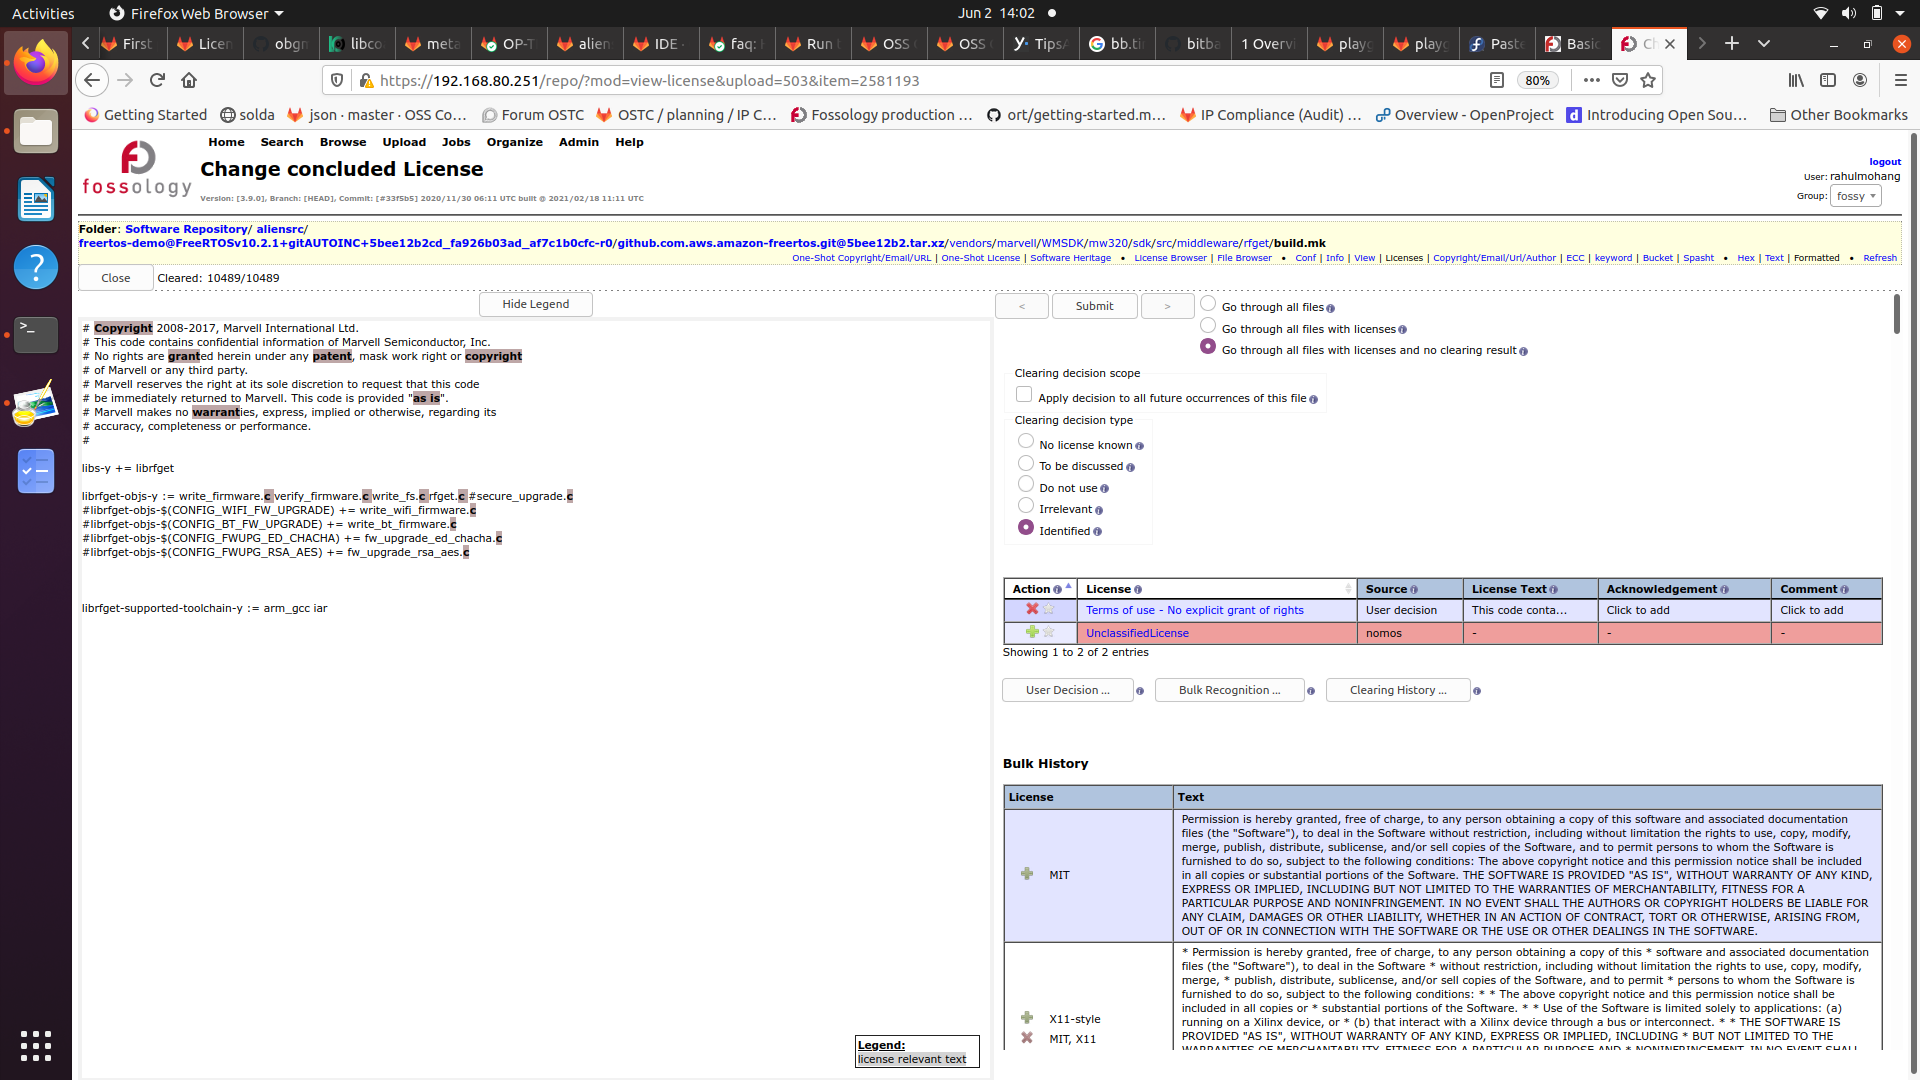 Activities
Firefox Web Browser
Jun 2 14:02
First
Licen
obgn
libco
meta
OP-T
alien
IDE
faq:
Run
OSS
OSS
TipsA
bb.ti
bitba
1 Overv
playg
playg
Paste
Basic
https://192.168.80.251/repo/?mod=view-license&upload=503&item=2581193
80%
Getting Started
solda
json · master · OSS Co…
Forum OSTC
OSTC / planning / IP C…
Fossology production …
ort/getting-started.m…
IP Compliance (Audit) …
Overview - OpenProject
Introducing Open Sou…
Other Bookmarks
fossology
Home Search Browse Upload Jobs Organize Admin Help
Change concluded License
Version: [3.9.0], Branch: [HEAD], Commit: [#33f5b5] 2020/11/30 06:11 UTC built @ 2021/02/18 11:11 UTC
logout
User: rahulmohang
Group: fossy
Folder: Software Repository/ aliensrc/
freertos-demo@FreeRTOSv10.2.1+gitAUTOINC+5bee12b2cd_fa926b03ad_af7c1b0cfc-r0/github.com.aws.amazon-freertos.git@5bee12b2.tar.xz/vendors/marvell/WMSDK/mw320/sdk/src/middleware/rfget/build.mk
One-Shot Copyright/Email/URL | One-Shot License | Software Heritage • License Browser | File Browser • Conf | Info | View | Licenses | Copyright/Email/Url/Author | ECC | keyword | Bucket | Spasht • Hex | Text | Formatted • Refresh
Close
Cleared: 10489/10489
Hide Legend
# Copyright 2008-2017, Marvell International Ltd.
# This code contains confidential information of Marvell Semiconductor, Inc.
# No rights are granted herein under any patent, mask work right or copyright
# of Marvell or any third party.
# Marvell reserves the right at its sole discretion to request that this code
# be immediately returned to Marvell. This code is provided "as is".
# Marvell makes no warranties, express, implied or otherwise, regarding its
# accuracy, completeness or performance.
#
libs-y += librfget
librfget-objs-y := write_firmware.c verify_firmware.c write_fs.c rfget.c #secure_upgrade.c
#librfget-objs-$(CONFIG_WIFI_FW_UPGRADE) += write_wifi_firmware.c
#librfget-objs-$(CONFIG_BT_FW_UPGRADE) += write_bt_firmware.c
#librfget-objs-$(CONFIG_FWUPG_ED_CHACHA) += fw_upgrade_ed_chacha.c
#librfget-objs-$(CONFIG_FWUPG_RSA_AES) += fw_upgrade_rsa_aes.c
librfget-supported-toolchain-y := arm_gcc iar
Legend:
license relevant text
< Submit >
Go through all files
Go through all files with licenses
Go through all files with licenses and no clearing result
Clearing decision scope
Apply decision to all future occurrences of this file
Clearing decision type
No license known
To be discussed
Do not use
Irrelevant
Identified
Action License Source License Text Acknowledgement Comment
Terms of use - No explicit grant of rights User decision This code conta... Click to add Click to add
UnclassifiedLicense nomos - - -
Showing 1 to 2 of 2 entries
User Decision ... Bulk Recognition ... Clearing History ...
Bulk History
License Text
MIT
Permission is hereby granted, free of charge, to any person obtaining a copy of this software and associated documentation
files (the "Software"), to deal in the Software without restriction, including without limitation the rights to use, copy, modify,
merge, publish, distribute, sublicense, and/or sell copies of the Software, and to permit persons to whom the Software is
furnished to do so, subject to the following conditions: The above copyright notice and this permission notice shall be included
in all copies or substantial portions of the Software. THE SOFTWARE IS PROVIDED "AS IS", WITHOUT WARRANTY OF ANY KIND,
EXPRESS OR IMPLIED, INCLUDING BUT NOT LIMITED TO THE WARRANTIES OF MERCHANTABILITY, FITNESS FOR A
PARTICULAR PURPOSE AND NONINFRINGEMENT. IN NO EVENT SHALL THE AUTHORS OR COPYRIGHT HOLDERS BE LIABLE FOR
ANY CLAIM, DAMAGES OR OTHER LIABILITY, WHETHER IN AN ACTION OF CONTRACT, TORT OR OTHERWISE, ARISING FROM,
OUT OF OR IN CONNECTION WITH THE SOFTWARE OR THE USE OR OTHER DEALINGS IN THE SOFTWARE.
X11-style
MIT, X11
* Permission is hereby granted, free of charge, to any person obtaining a copy of this * software and associated documentation
files (the "Software"), to deal in the Software * without restriction, including without limitation the rights to use, copy, modify,
merge, * publish, distribute, sublicense, and/or sell copies of the Software, and to permit * persons to whom the Software is
furnished to do so, subject to the following conditions: * * The above copyright notice and this permission notice shall be
included in all copies or * substantial portions of the Software. * * Use of the Software is limited solely to applications: (a)
running on a Xilinx device, or * (b) that interact with a Xilinx device through a bus or interconnect. * * THE SOFTWARE IS
PROVIDED "AS IS", WITHOUT WARRANTY OF ANY KIND, EXPRESS OR IMPLIED, INCLUDING * BUT NOT LIMITED TO THE
WARRANTIES OF MERCHANTABILITY, FITNESS FOR A PARTICULAR PURPOSE AND * NONINFRINGEMENT. IN NO EVENT SHALL